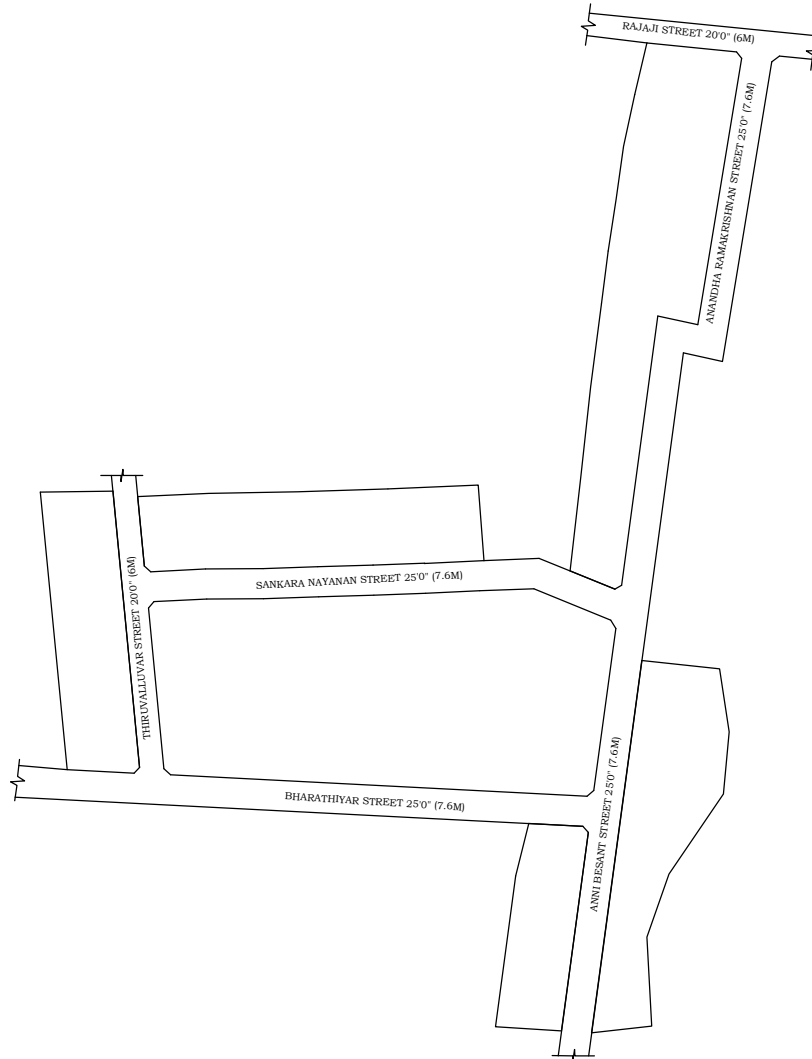 RAJAJI STREET 20'0" (6M)
ANANDHA RAMAKRISHNAN STREET 25'0" (7.6M)
SANKARA NAYANAN STREET 25'0" (7.6M)
THIRUVALLUVAR STREET 20'0" (6M)
BHARATHIYAR STREET 25'0" (7.6M)
ANNI BESANT STREET 25'0" (7.6M)